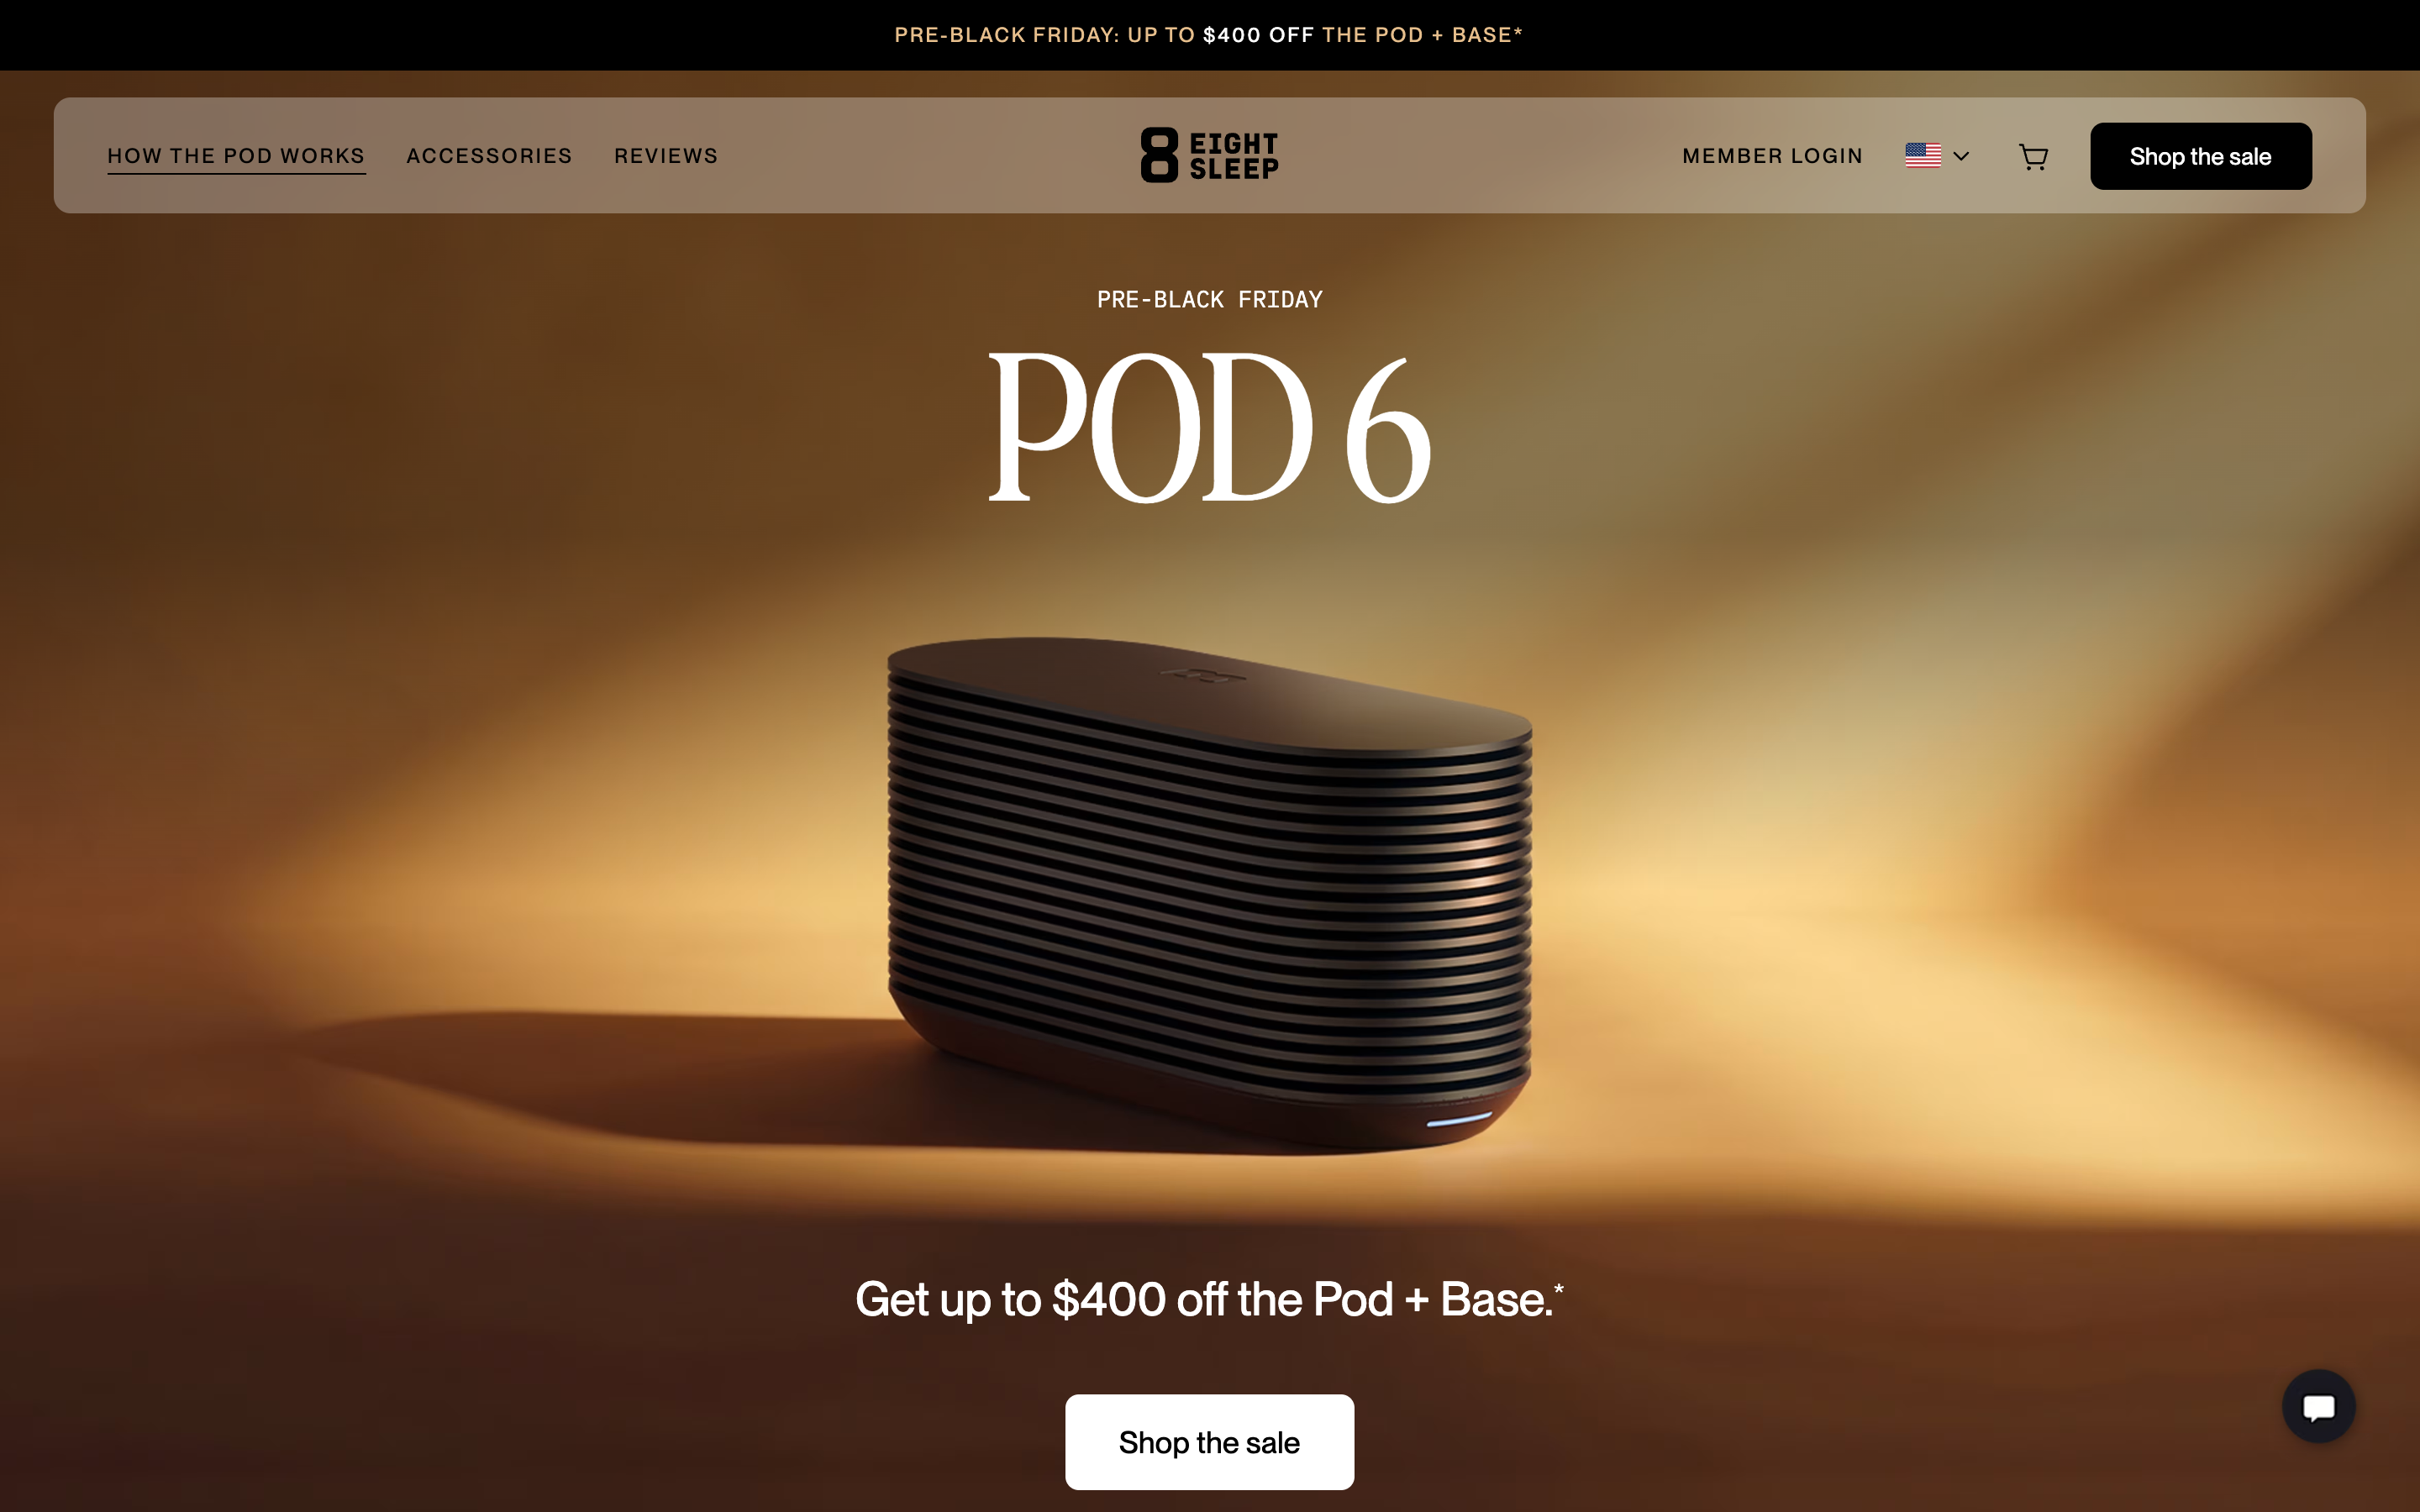 PRE-BLACK FRIDAY: UP TO $400 OFF THE POD + BASE*
HOW THE POD WORKS ACCESSORIES REVIEWS
8 EIGHT SLEEP
MEMBER LOGIN
Shop the sale
PRE-BLACK FRIDAY
POD 6
Get up to $400 off the Pod + Base.*
Shop the sale